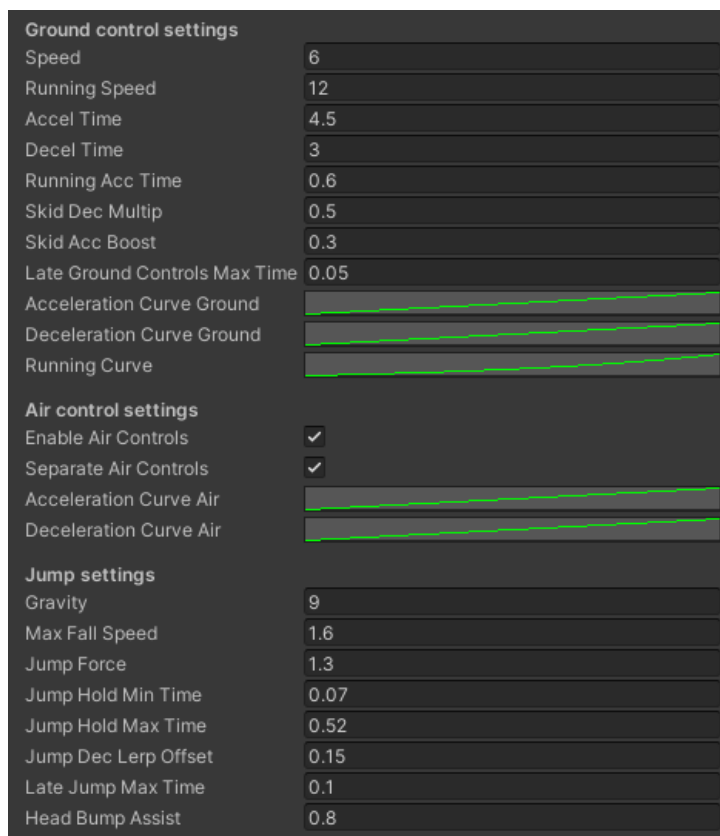 Ground control settings
Speed 6
Running Speed 12
Accel Time 4.5
Decel Time 3
Running Acc Time 0.6
Skid Dec Multip 0.5
Skid Acc Boost 0.3
Late Ground Controls Max Time 0.05
Acceleration Curve Ground
Deceleration Curve Ground
Running Curve
Air control settings
Enable Air Controls
Separate Air Controls
Acceleration Curve Air
Deceleration Curve Air
Jump settings
Gravity 9
Max Fall Speed 1.6
Jump Force 1.3
Jump Hold Min Time 0.07
Jump Hold Max Time 0.52
Jump Dec Lerp Offset 0.15
Late Jump Max Time 0.1
Head Bump Assist 0.8